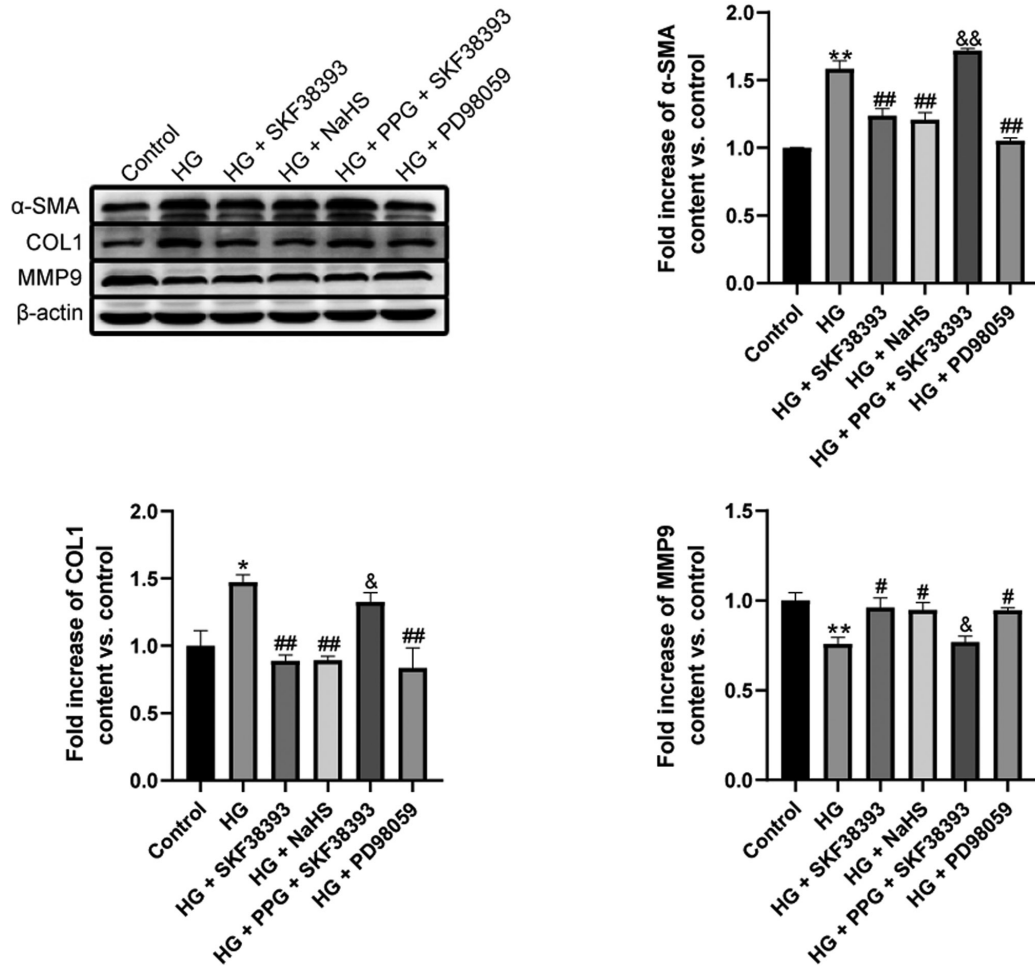 Control
HG
HG + SKF38393
HG + NaHS
HG + PPG + SKF38393
HG + PD98059
α-SMA
COL1
MMP9
β-actin
Fold increase of α-SMA
content vs. control
2.0
1.5
1.0
0.5
0.0
**
##
##
&&
##
Control
HG
HG + SKF38393
HG + NaHS
HG + PPG + SKF38393
HG + PD98059
Fold increase of COL1
content vs. control
2.0
1.5
1.0
0.5
0.0
*
##
##
&
##
Control
HG
HG + SKF38393
HG + NaHS
HG + PPG + SKF38393
HG + PD98059
Fold increase of MMP9
content vs. control
1.5
1.0
0.5
0.0
**
#
#
&
#
Control
HG
HG + SKF38393
HG + NaHS
HG + PPG + SKF38393
HG + PD98059